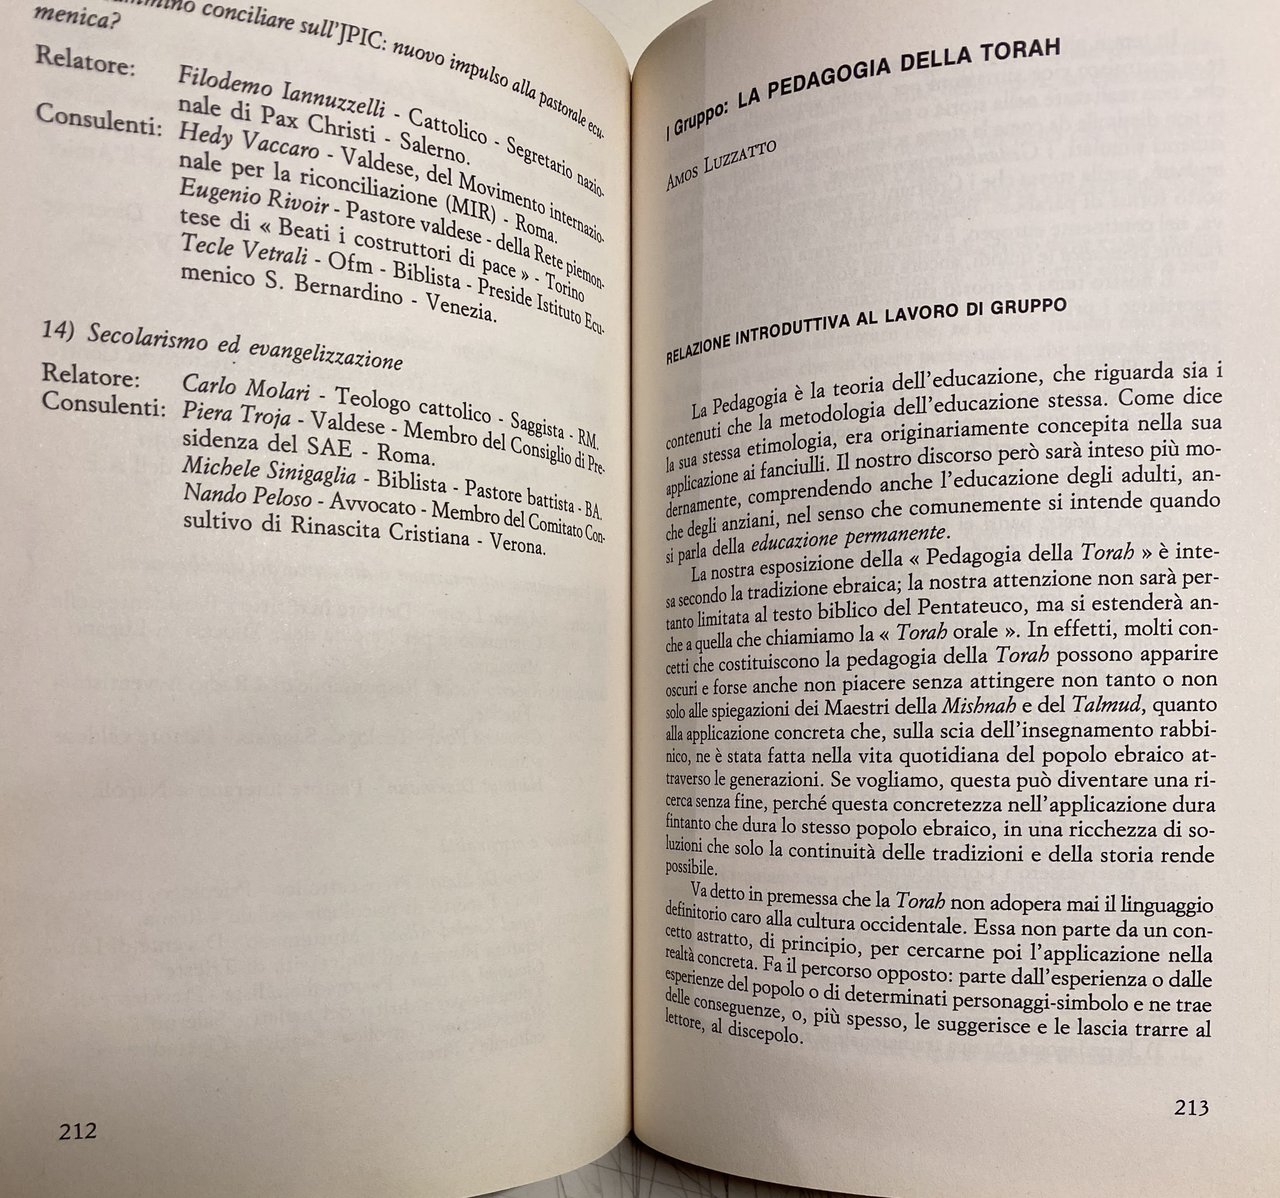 conciliare sull'JPIC: nuovo impulso alla pastorale ecu-
menica?
Relatore: Filodemo Iannuzzelli - Cattolico - Segretario nazio-
nale di Pax Christi - Salerno.
Consulenti: Hedy Vaccaro - Valdese, del Movimento internazio-
nale per la riconciliazione (MIR) - Roma.
Eugenio Rivoir - Pastore valdese - della Rete piemon-
tese di « Beati i costruttori di pace » - Torino
Tecle Vetrali - Ofm - Biblista - Preside Istituto Ecu-
menico S. Bernardino - Venezia.
14) Secolarismo ed evangelizzazione
Relatore: Carlo Molari - Teologo cattolico - Saggista - RM.
Consulenti: Piera Troja - Valdese - Membro del Consiglio di Pre-
sidenza del SAE - Roma.
Michele Sinigaglia - Biblista - Pastore battista - BA.
Nando Peloso - Avvocato - Membro del Comitato Con-
sultivo di Rinascita Cristiana - Verona.
212
I Gruppo: LA PEDAGOGIA DELLA TORAH
AMOS LUZZATTO
RELAZIONE INTRODUTTIVA AL LAVORO DI GRUPPO
La Pedagogia è la teoria dell'educazione, che riguarda sia i
contenuti che la metodologia dell'educazione stessa. Come dice
la sua stessa etimologia, era originariamente concepita nella sua
applicazione ai fanciulli. Il nostro discorso però sarà inteso più mo-
dernamente, comprendendo anche l'educazione degli adulti, an-
che degli anziani, nel senso che comunemente si intende quando
si parla della educazione permanente.
La nostra esposizione della « Pedagogia della Torah » è inte-
sa secondo la tradizione ebraica; la nostra attenzione non sarà per-
tanto limitata al testo biblico del Pentateuco, ma si estenderà an-
che a quella che chiamiamo la « Torah orale ». In effetti, molti con-
cetti che costituiscono la pedagogia della Torah possono apparire
oscuri e forse anche non piacere senza attingere non tanto o non
solo alle spiegazioni dei Maestri della Mishnah e del Talmud, quanto
alla applicazione concreta che, sulla scia dell'insegnamento rabbi-
nico, ne è stata fatta nella vita quotidiana del popolo ebraico at-
traverso le generazioni. Se vogliamo, questa può diventare una ri-
cerca senza fine, perché questa concretezza nell'applicazione dura
fintanto che dura lo stesso popolo ebraico, in una ricchezza di so-
luzioni che solo la continuità delle tradizioni e della storia rende
possibile.
Va detto in premessa che la Torah non adopera mai il linguaggio
definitorio caro alla cultura occidentale. Essa non parte da un con-
cetto astratto, di principio, per cercarne poi l'applicazione nella
realtà concreta. Fa il percorso opposto: parte dall'esperienza o dalle
esperienze del popolo o di determinati personaggi-simbolo e ne trae
delle conseguenze, o, più spesso, le suggerisce e le lascia trarre al
lettore, al discepolo.
213